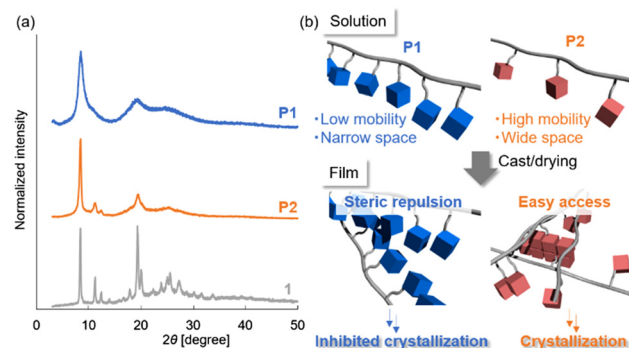 (a)
Normalized intensity
P1
P2
1
0 10 20 30 40 50
2θ [degree]
(b)
Solution
P1
P2
・Low mobility
・Narrow space
・High mobility
・Wide space
Cast/drying
Film
Steric repulsion
Easy access
Inhibited crystallization
Crystallization